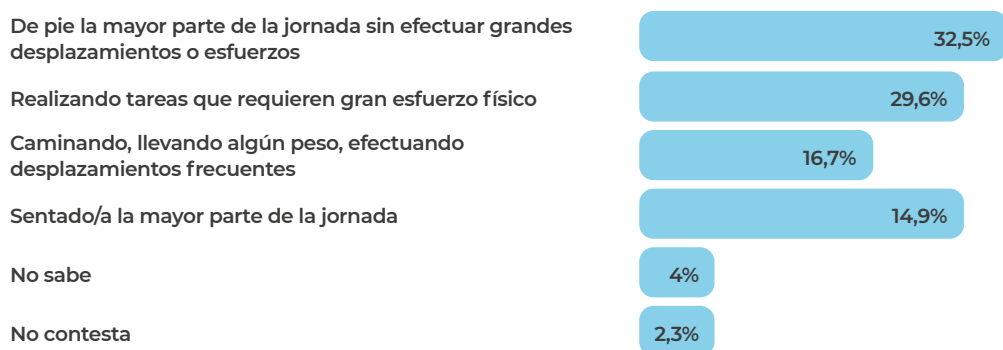 De pie la mayor parte de la jornada sin efectuar grandes
desplazamientos o esfuerzos
32,5%
Realizando tareas que requieren gran esfuerzo físico
29,6%
Caminando, llevando algún peso, efectuando
desplazamientos frecuentes
16,7%
Sentado/a la mayor parte de la jornada
14,9%
No sabe
4%
No contesta
2,3%